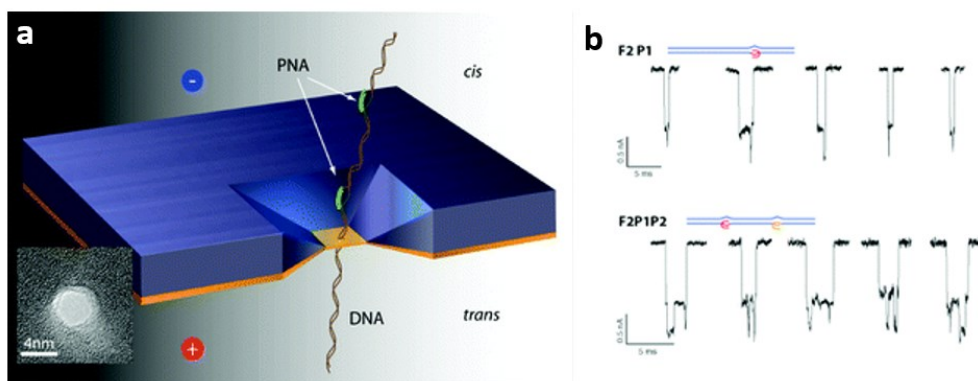 a
PNA
cis
-
+
4nm
DNA
trans
b
F2 P1
0.5 nA
5 ms
F2P1P2
0.5 nA
5 ms